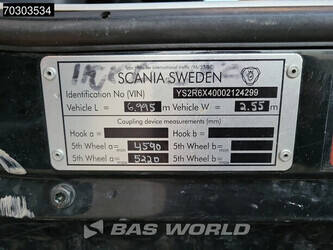 70303534
SCANIA SWEDEN
Identification No (VIN) YS2R6X40002124299
Vehicle L = 6.995 m Vehicle W = 2.55 m
Coupling device measurements (mm)
Hook a = Hook b =
5th Wheel a = 4590 5th Wheel b =
5th Wheel a = 5220 5th Wheel b =
BAS WORLD